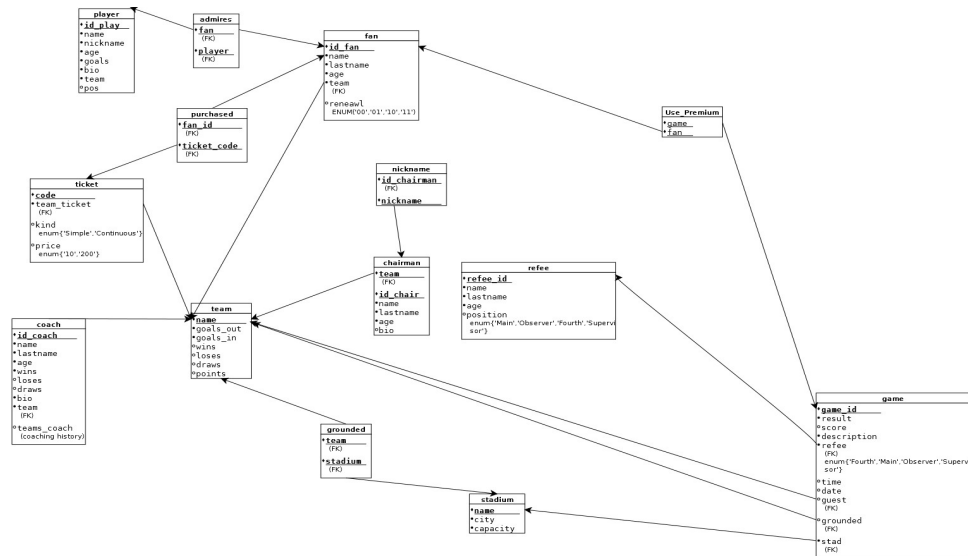 player
id_play
name
nickname
age
goals
bio
team
pos
admires
fan
(FK)
player
(FK)
fan
id_fan
name
lastname
age
team
(FK)
reneawl
ENUM('00','01','10','11')
purchased
fan_id
(FK)
ticket_code
(FK)
Use_Premium
game
fan
ticket
code
team_ticket
(FK)
kind
enum{'Simple','Continuous'}
price
enum{'10','200'}
nickname
id_chairman
(FK)
nickname
chairman
team
(FK)
id_chair
name
lastname
age
bio
refee
refee_id
name
lastname
age
position
enum{'Main','Observer','Fourth','Supervi
sor'}
team
name
goals_out
goals_in
wins
loses
draws
points
coach
id_coach
name
lastname
age
wins
loses
draws
bio
team
(FK)
teams_coach
(coaching history)
grounded
team
(FK)
stadium
(FK)
stadium
name
city
capacity
game
game_id
result
score
description
refee
(FK)
enum{'Fourth','Main','Observer','Superv
sor'}
time
date
guest
(FK)
grounded
(FK)
stad
(FK)